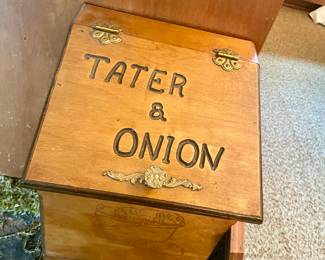 TATER
&
ONION